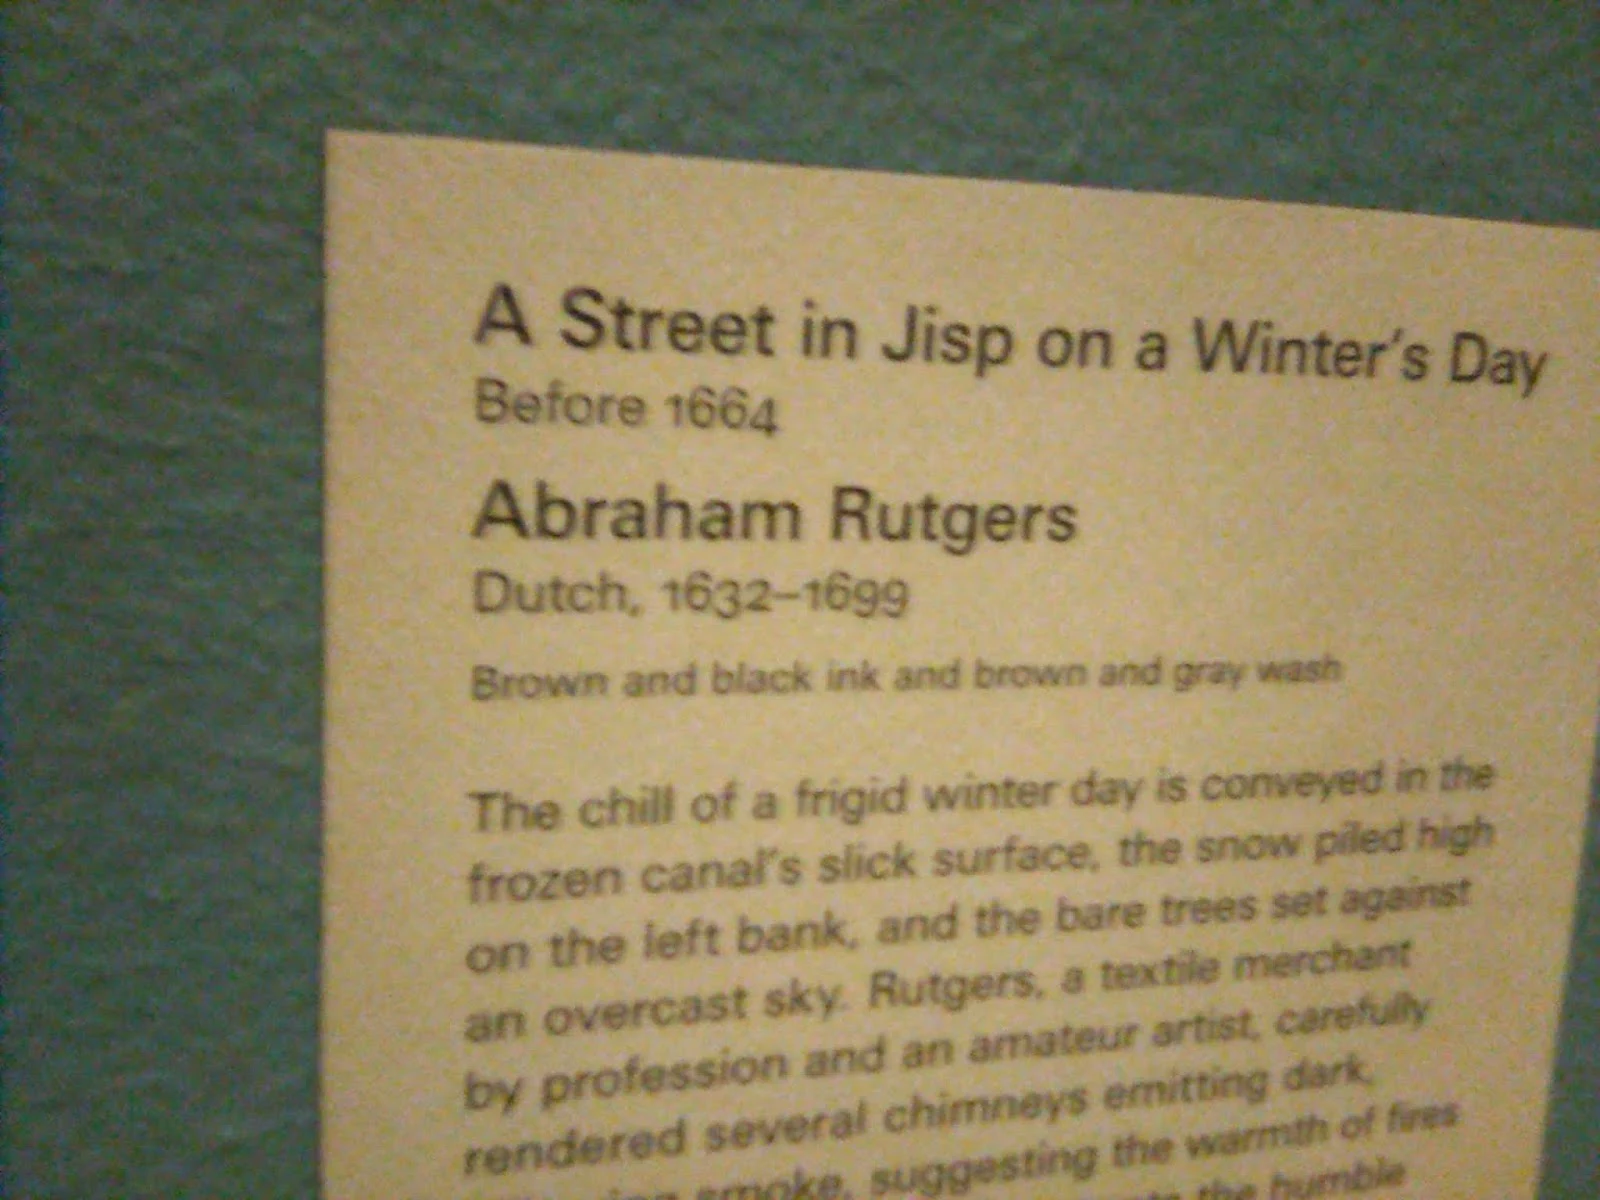 A Street in Jisp on a Winter's Day
Before 1664
Abraham Rutgers
Dutch, 1632–1699
Brown and black ink and brown and gray wash
The chill of a frigid winter day is conveyed in the
frozen canal's slick surface, the snow piled high
on the left bank, and the bare trees set against
an overcast sky. Rutgers, a textile merchant
by profession and an amateur artist, carefully
rendered several chimneys emitting dark,
smoke, suggesting the warmth of fires
the humble